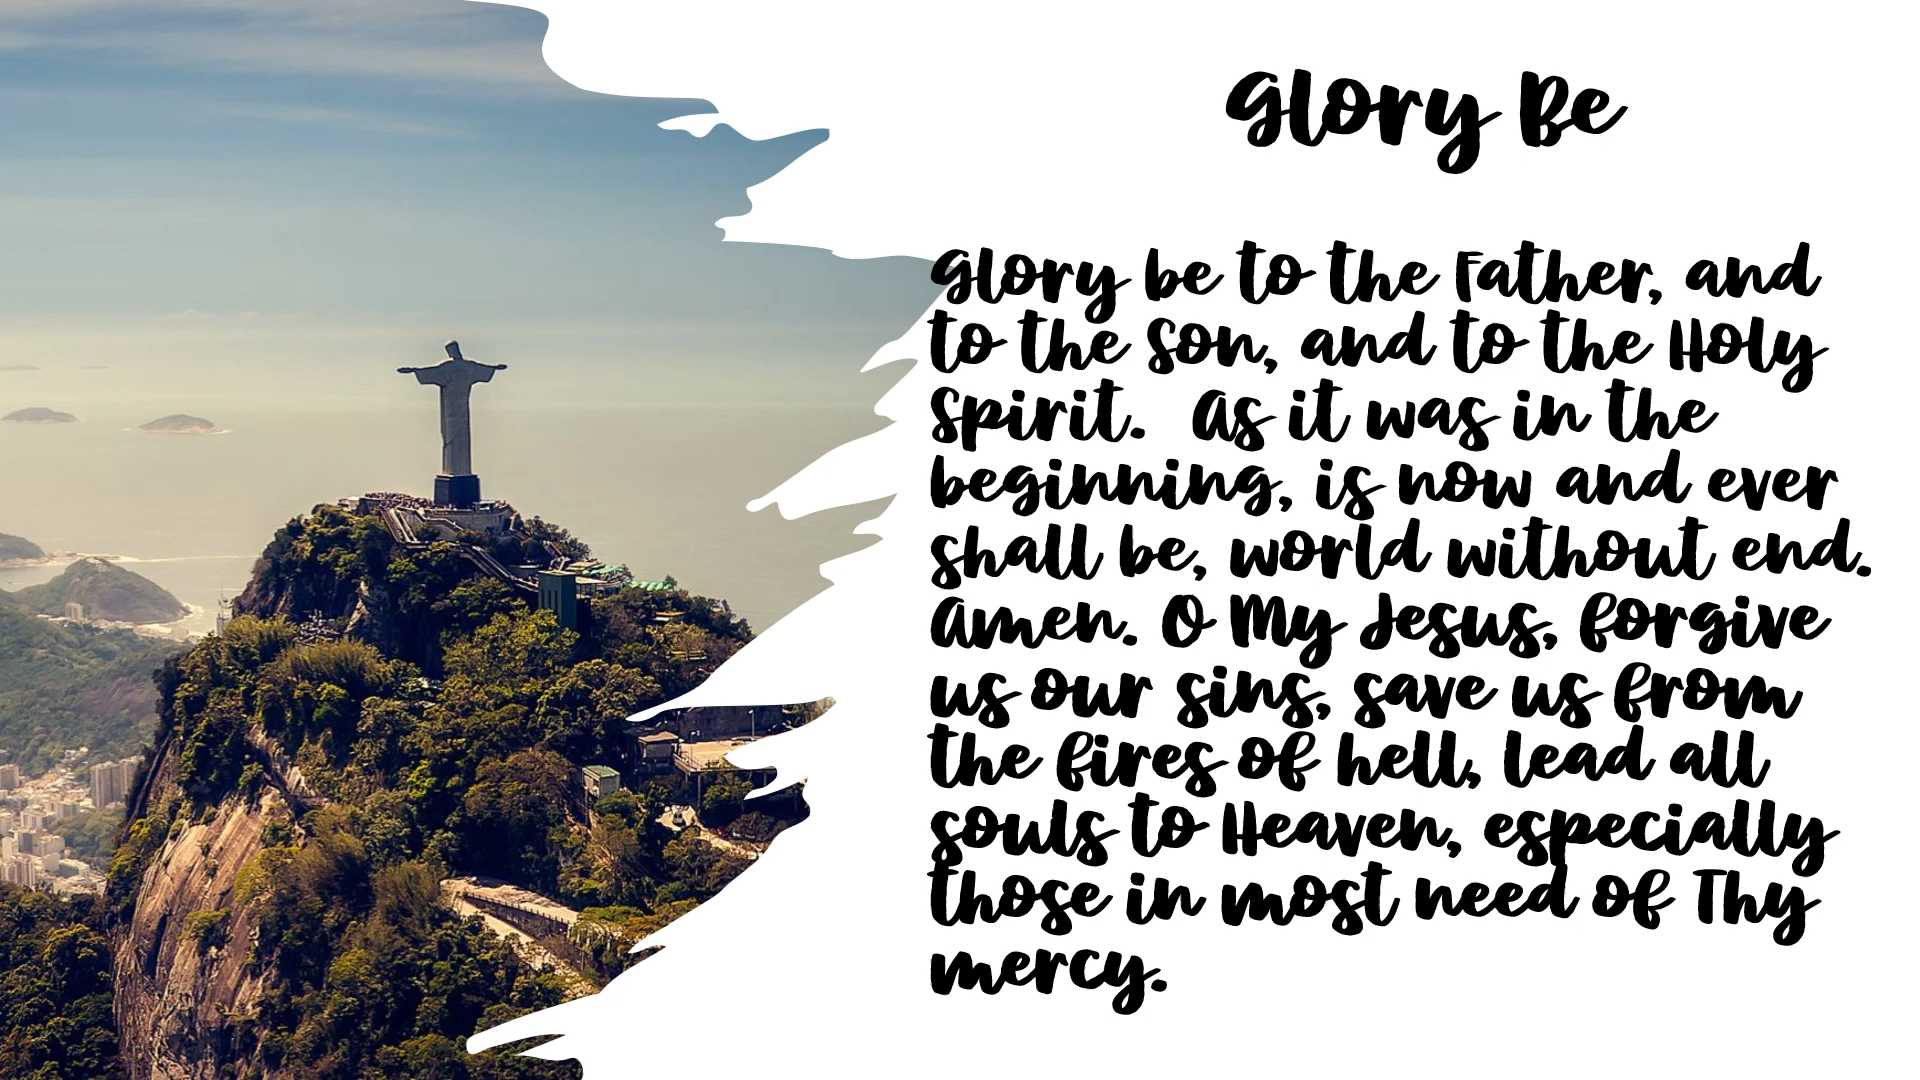 Glory Be
Glory be to the Father, and
to the Son, and to the Holy
Spirit.  As it was in the
beginning, is now and ever
shall be, world without end.
Amen. O My Jesus, forgive
us our sins, save us from
the fires of hell, lead all
souls to Heaven, especially
those in most need of Thy
mercy.